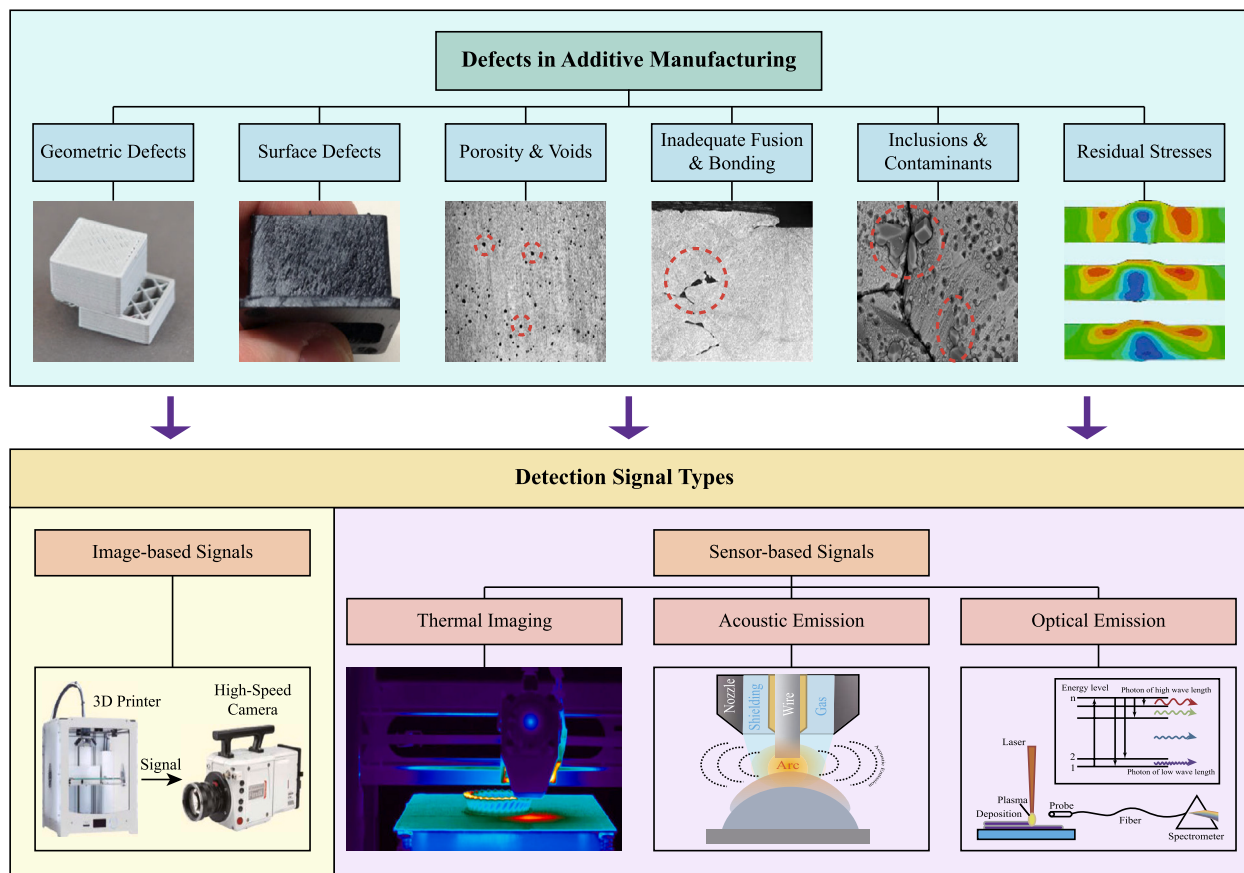 Defects in Additive Manufacturing
Geometric Defects
Surface Defects
Porosity & Voids
Inadequate Fusion
& Bonding
Inclusions &
Contaminants
Residual Stresses
Detection Signal Types
Image-based Signals
3D Printer
High-Speed
Camera
Signal
Sensor-based Signals
Thermal Imaging
Acoustic Emission
Nozzle
Shielding
Wire
Gas
Arc
Acoustic Emission
Optical Emission
Energy level
Photon of high wave length
n
2
1
Photon of low wave length
Laser
Plasma
Deposition
Probe
Fiber
Spectrometer